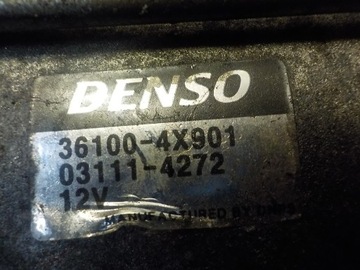 DENSO
36100-4X901
03111-4272
12V
MANUFACTURED BY